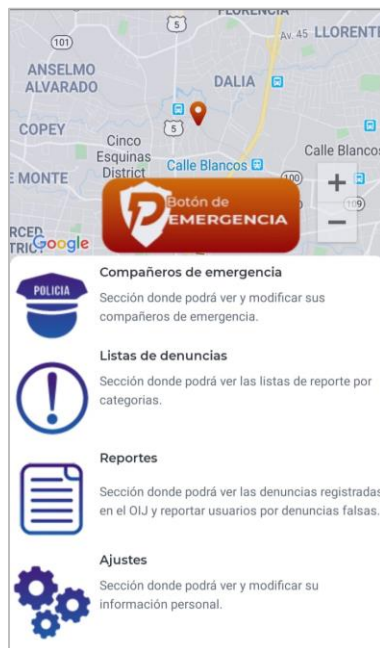 FLORENCIA
5
Av. 45 LLORENTE
101
ANSELMO
ALVARADO
DALIA
COPEY
5
Cinco
Esquinas
District
Calle Blancos
Calle Blancos
E MONTE
100
109
+
Botón de
EMERGENCIA
−
Google
POLICIA
Compañeros de emergencia
Sección donde podrá ver y modificar sus
compañeros de emergencia.
Listas de denuncias
Sección donde podrá ver las listas de reporte por
categorias.
Reportes
Sección donde podrá ver las denuncias registradas
en el OIJ y reportar usuarios por denuncias falsas.
Ajustes
Sección donde podrá ver y modificar su
información personal.